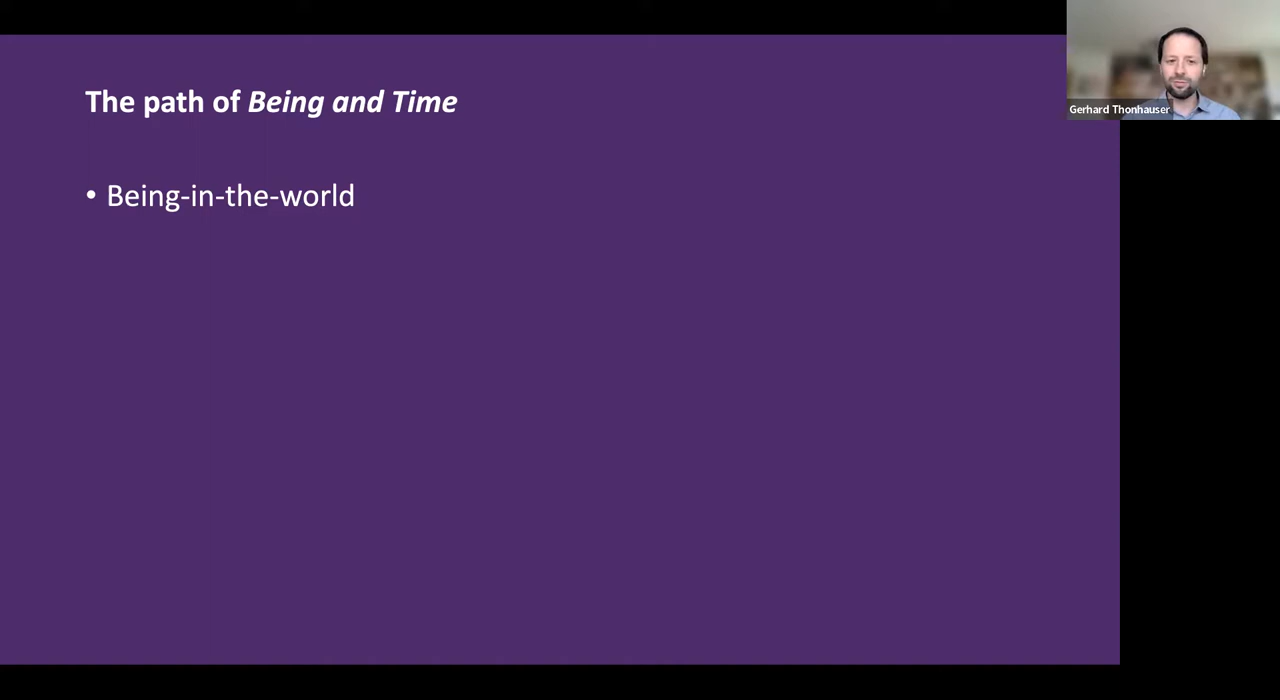 The path of Being and Time
• Being-in-the-world
Gerhard Thonhauser